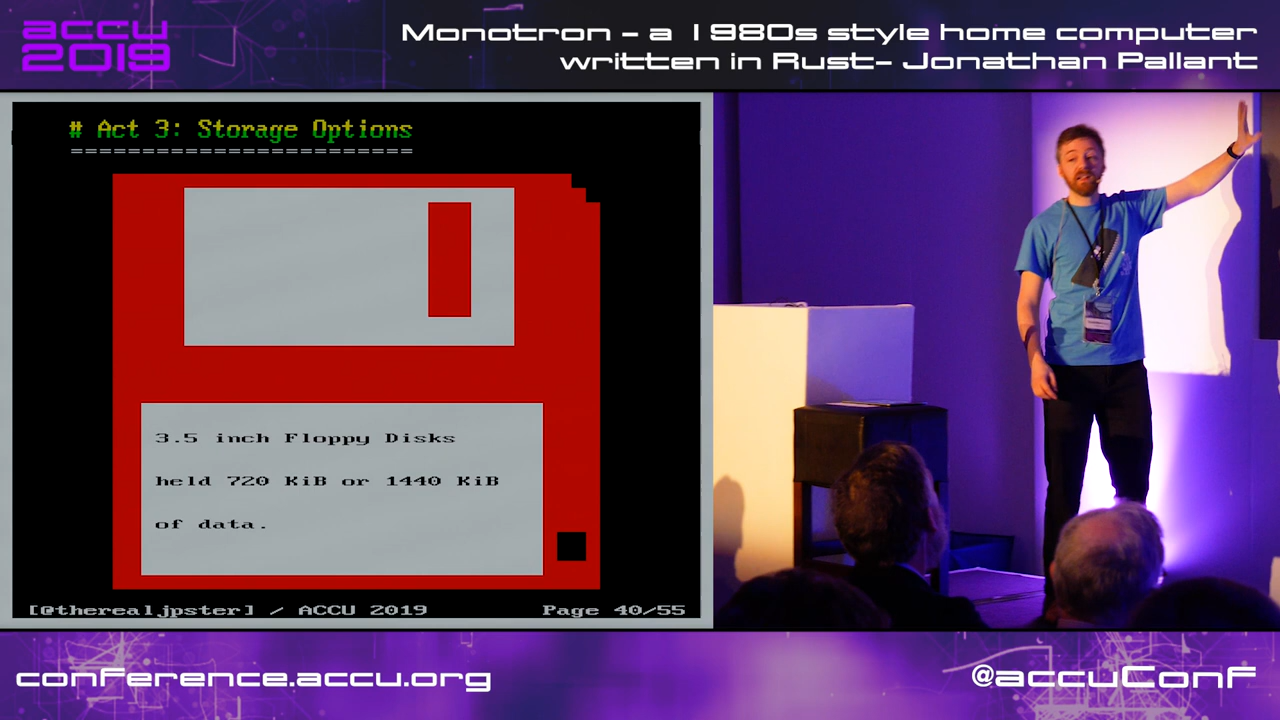 accu
2019
Monotron - a 1980s style home computer
written in Rust- Jonathan Pallant
# Act 3: Storage Options
========================
3.5 inch Floppy Disks
held 720 KiB or 1440 KiB
of data.
[@therealjpster] / ACCU 2019
Page 40/55
conference.accu.org
@accuConf